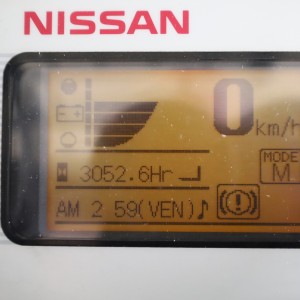 NISSAN
0 km/h
MODE
M
3052.6Hr
AM 2 59(VEN)